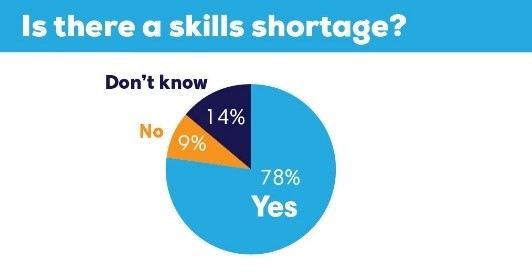 Is there a skills shortage?
Don't know
14%
No
9%
78%
Yes